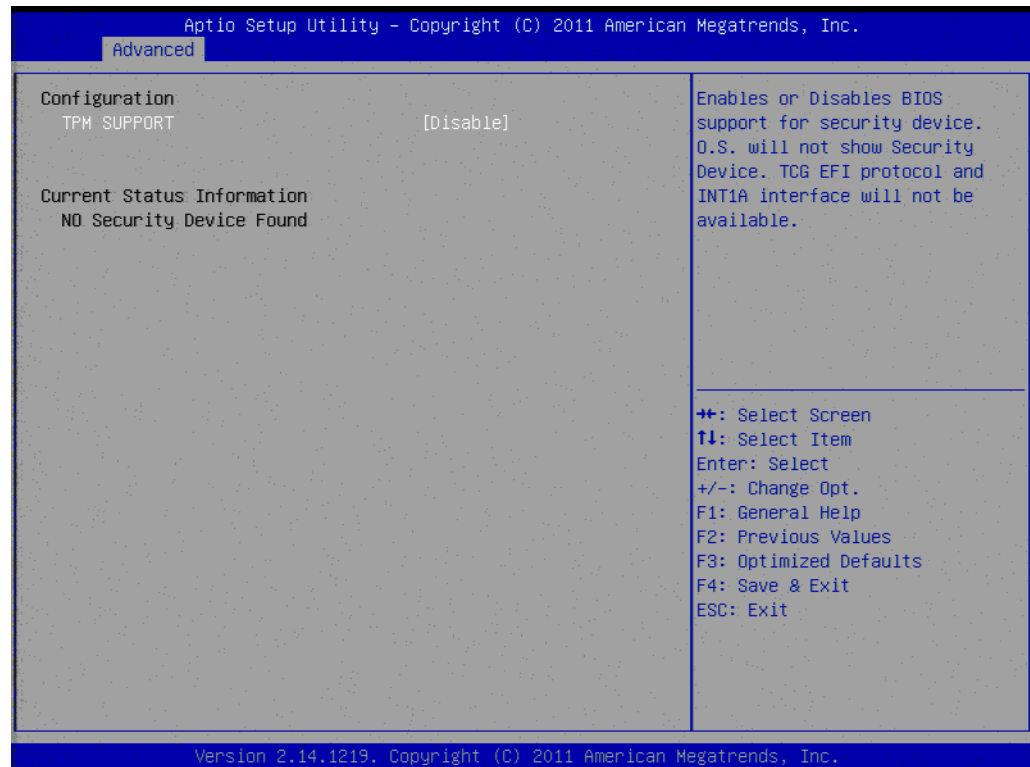 Aptio Setup Utility – Copyright (C) 2011 American Megatrends, Inc.
Advanced
Configuration
TPM SUPPORT [Disable]
Current Status Information
NO Security Device Found
Enables or Disables BIOS
support for security device.
O.S. will not show Security
Device. TCG EFI protocol and
INT1A interface will not be
available.
→←: Select Screen
↑↓: Select Item
Enter: Select
+/-: Change Opt.
F1: General Help
F2: Previous Values
F3: Optimized Defaults
F4: Save & Exit
ESC: Exit
Version 2.14.1219. Copyright (C) 2011 American Megatrends, Inc.